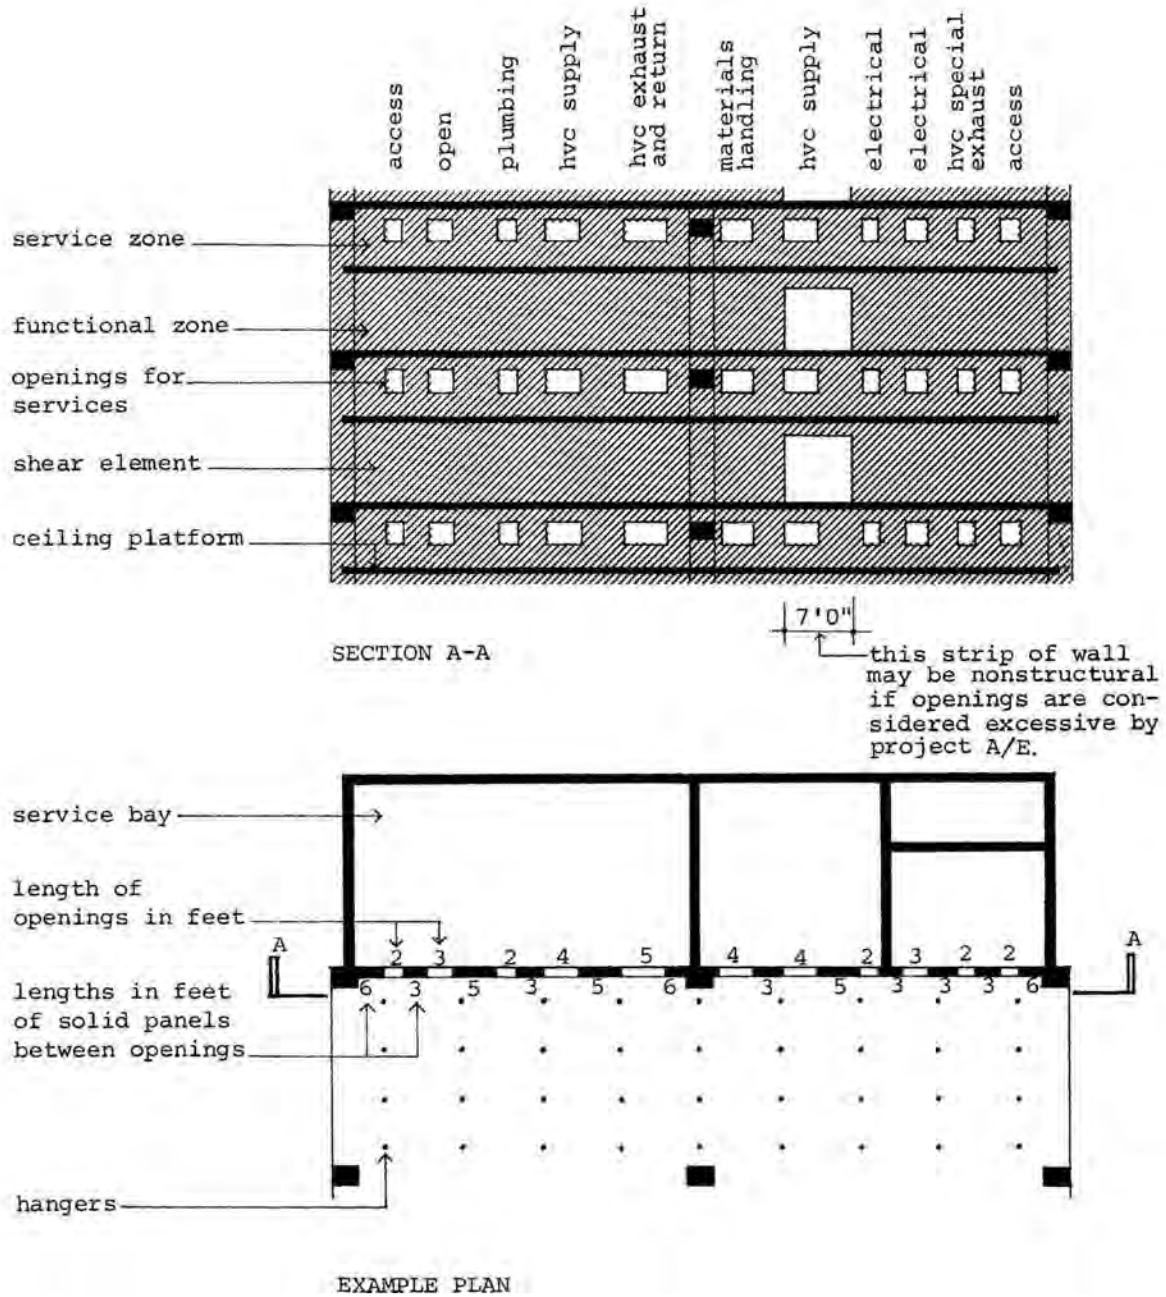 access
open
plumbing
hvc supply
hvc exhaust
and return
materials
handling
hvc supply
electrical
electrical
hvc special
exhaust
access
service zone
functional zone
openings for
services
shear element
ceiling platform
7'0"
SECTION A-A
this strip of wall
may be nonstructural
if openings are con-
sidered excessive by
project A/E.
service bay
length of
openings in feet
A
2 3 2 4 5 4 4 2 3 2 2
A
6 3 5 3 5 6 3 5 3 3 3 6
lengths in feet
of solid panels
between openings
hangers
EXAMPLE PLAN